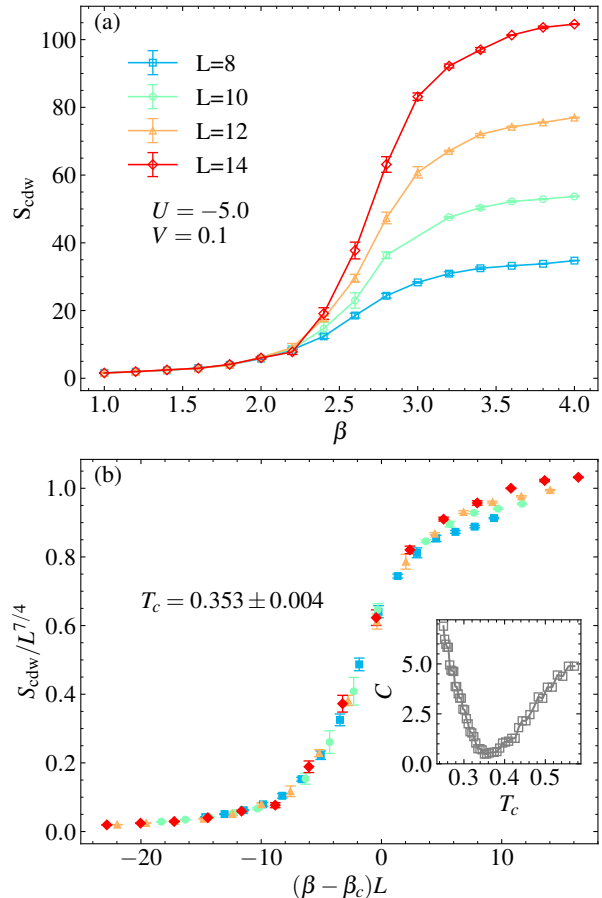 (a)
100
80
60
40
20
0
S_cdw
L=8
L=10
L=12
L=14
U = −5.0
V = 0.1
1.0 1.5 2.0 2.5 3.0 3.5 4.0
β
(b)
1.0
0.8
0.6
0.4
0.2
0.0
S_cdw/L^{7/4}
T_c = 0.353 ± 0.004
5.0
2.5
0.0
C
0.3 0.4 0.5
T_c
−20 −10 0 10
(β − β_c)L